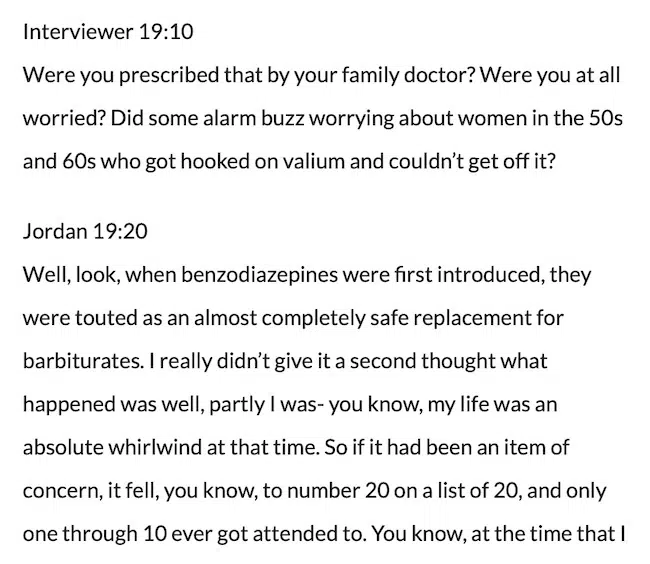 Interviewer 19:10
Were you prescribed that by your family doctor? Were you at all
worried? Did some alarm buzz worrying about women in the 50s
and 60s who got hooked on valium and couldn’t get off it?
Jordan 19:20
Well, look, when benzodiazepines were first introduced, they
were touted as an almost completely safe replacement for
barbiturates. I really didn’t give it a second thought what
happened was well, partly I was- you know, my life was an
absolute whirlwind at that time. So if it had been an item of
concern, it fell, you know, to number 20 on a list of 20, and only
one through 10 ever got attended to. You know, at the time that I